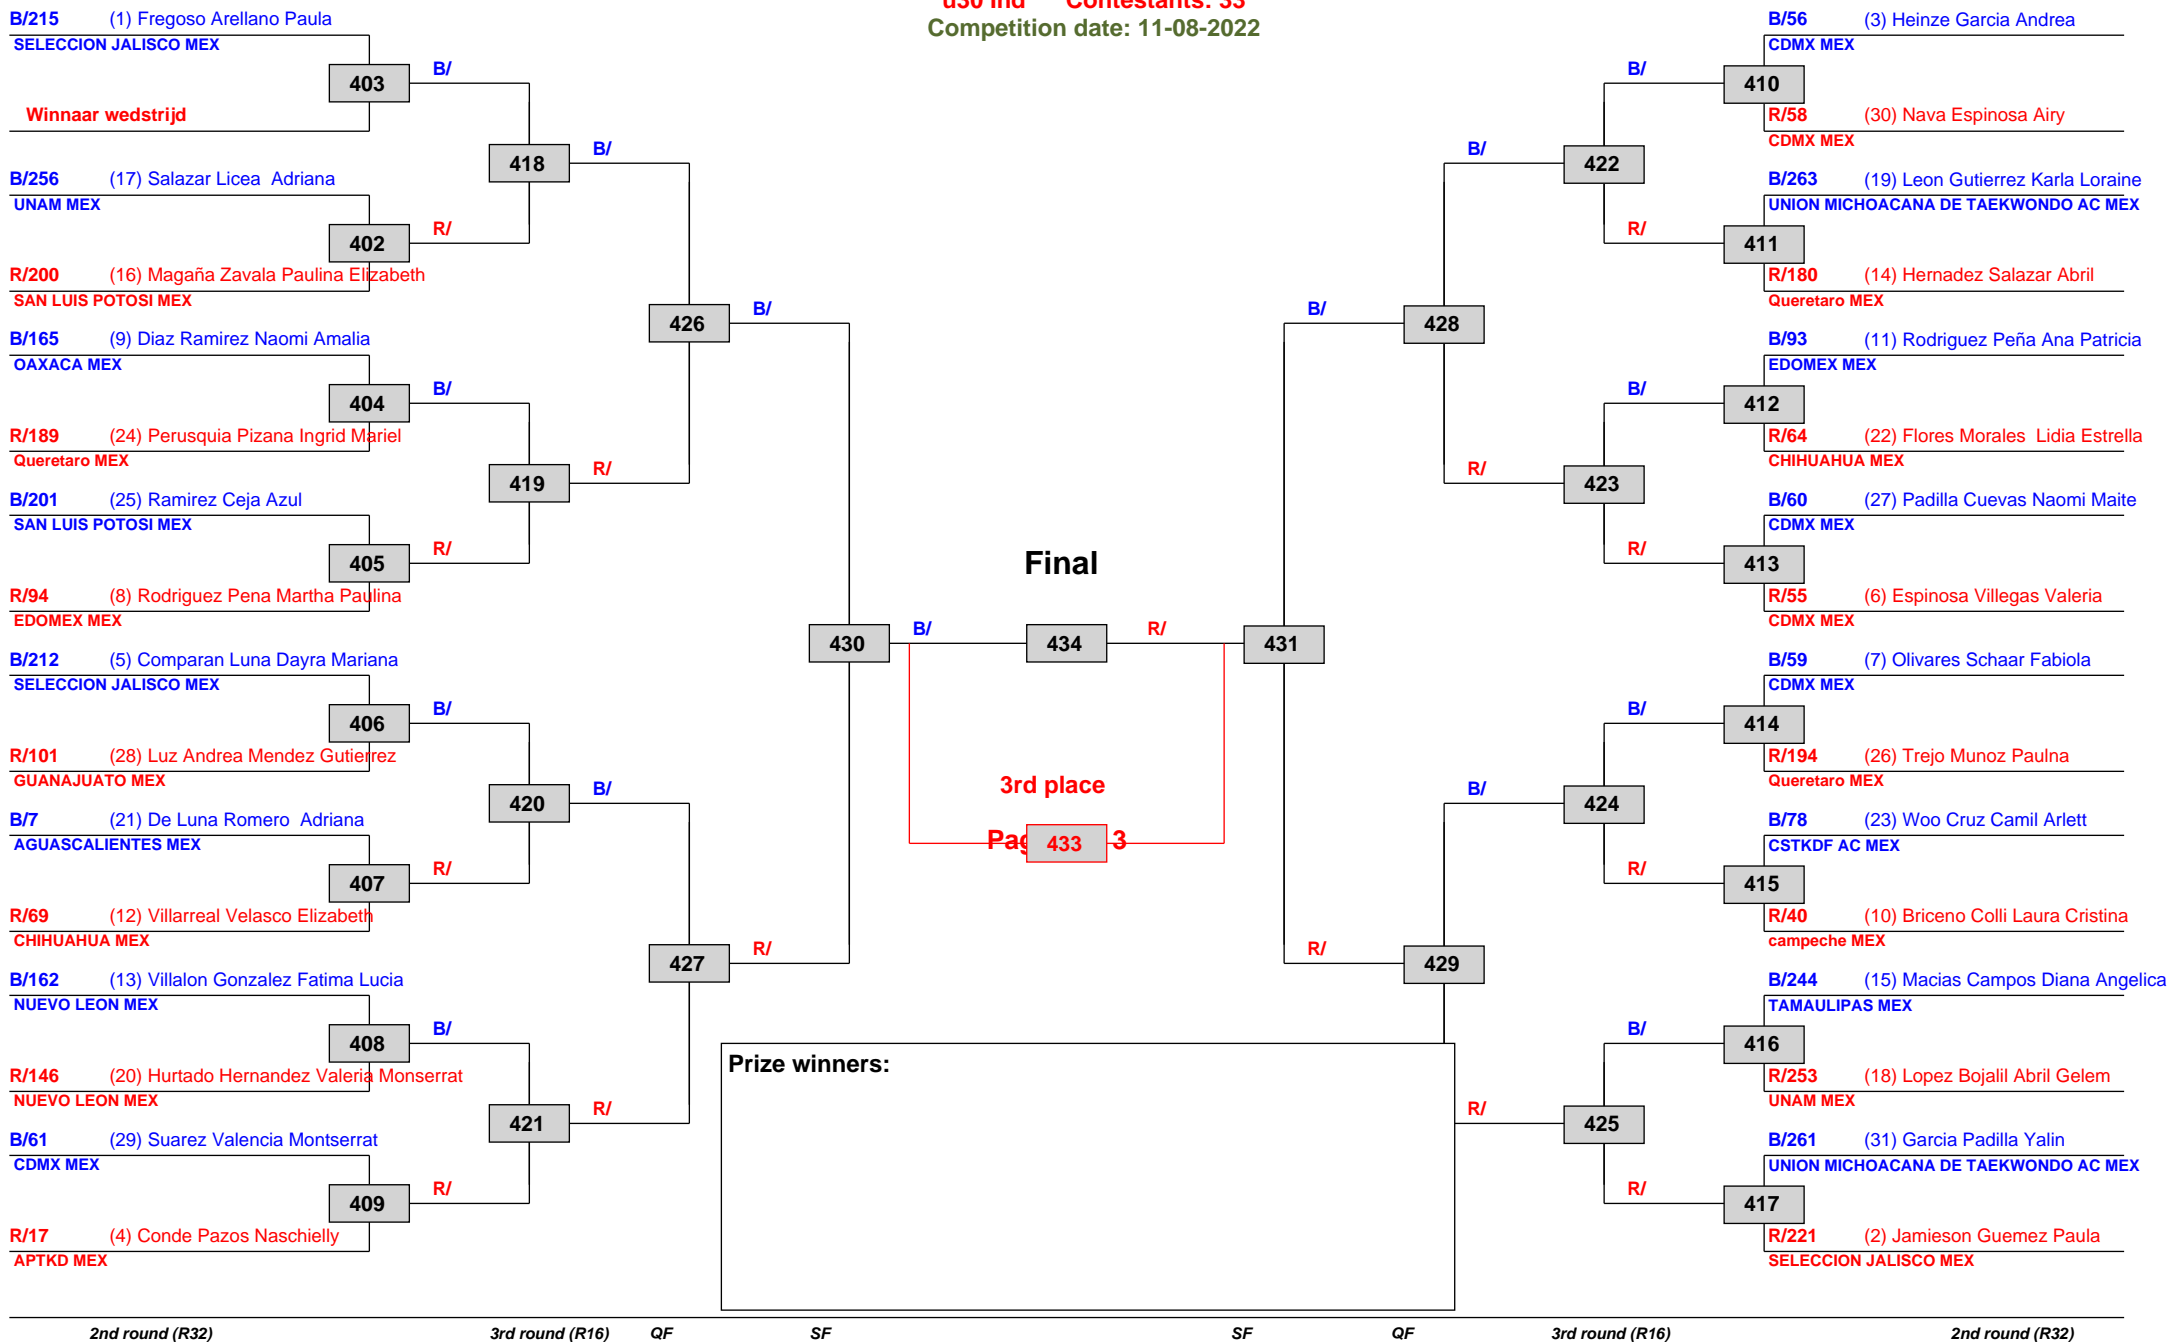 u30 ind Contestants: 33
Competition date: 11-08-2022
B/215 (1) Fregoso Arellano Paula
SELECCION JALISCO MEX
403
B/
Winnaar wedstrijd
418
B/
B/256 (17) Salazar Licea Adriana
UNAM MEX
402
R/
R/200 (16) Magaña Zavala Paulina Elizabeth
SAN LUIS POTOSI MEX
426
B/
B/165 (9) Diaz Ramirez Naomi Amalia
OAXACA MEX
404
B/
R/189 (24) Perusquia Pizana Ingrid Mariel
Queretaro MEX
419
R/
B/201 (25) Ramirez Ceja Azul
SAN LUIS POTOSI MEX
405
R/
R/94 (8) Rodriguez Pena Martha Paulina
EDOMEX MEX
430
B/
B/212 (5) Comparan Luna Dayra Mariana
SELECCION JALISCO MEX
406
B/
R/101 (28) Luz Andrea Mendez Gutierrez
GUANAJUATO MEX
420
B/
B/7 (21) De Luna Romero Adriana
AGUASCALIENTES MEX
407
R/
R/69 (12) Villarreal Velasco Elizabeth
CHIHUAHUA MEX
427
R/
B/162 (13) Villalon Gonzalez Fatima Lucia
NUEVO LEON MEX
408
B/
R/146 (20) Hurtado Hernandez Valeria Monserrat
NUEVO LEON MEX
421
R/
B/61 (29) Suarez Valencia Montserrat
CDMX MEX
409
R/
R/17 (4) Conde Pazos Naschielly
APTKD MEX
Final
434
R/
3rd place
433
3
Prize winners:
B/56 (3) Heinze Garcia Andrea
CDMX MEX
B/
410
R/58 (30) Nava Espinosa Airy
CDMX MEX
B/
422
B/263 (19) Leon Gutierrez Karla Loraine
UNION MICHOACANA DE TAEKWONDO AC MEX
R/
411
R/180 (14) Hernadez Salazar Abril
Queretaro MEX
B/
428
B/93 (11) Rodriguez Peña Ana Patricia
EDOMEX MEX
B/
412
R/64 (22) Flores Morales Lidia Estrella
CHIHUAHUA MEX
R/
423
B/60 (27) Padilla Cuevas Naomi Maite
CDMX MEX
R/
413
R/55 (6) Espinosa Villegas Valeria
CDMX MEX
431
B/59 (7) Olivares Schaar Fabiola
CDMX MEX
B/
414
R/194 (26) Trejo Munoz Paulna
Queretaro MEX
B/
424
B/78 (23) Woo Cruz Camil Arlett
CSTKDF AC MEX
R/
415
R/40 (10) Briceno Colli Laura Cristina
campeche MEX
R/
429
B/244 (15) Macias Campos Diana Angelica
TAMAULIPAS MEX
B/
416
R/253 (18) Lopez Bojalil Abril Gelem
UNAM MEX
R/
425
B/261 (31) Garcia Padilla Yalin
UNION MICHOACANA DE TAEKWONDO AC MEX
R/
417
R/221 (2) Jamieson Guemez Paula
SELECCION JALISCO MEX
2nd round (R32) 3rd round (R16) QF SF SF QF 3rd round (R16) 2nd round (R32)